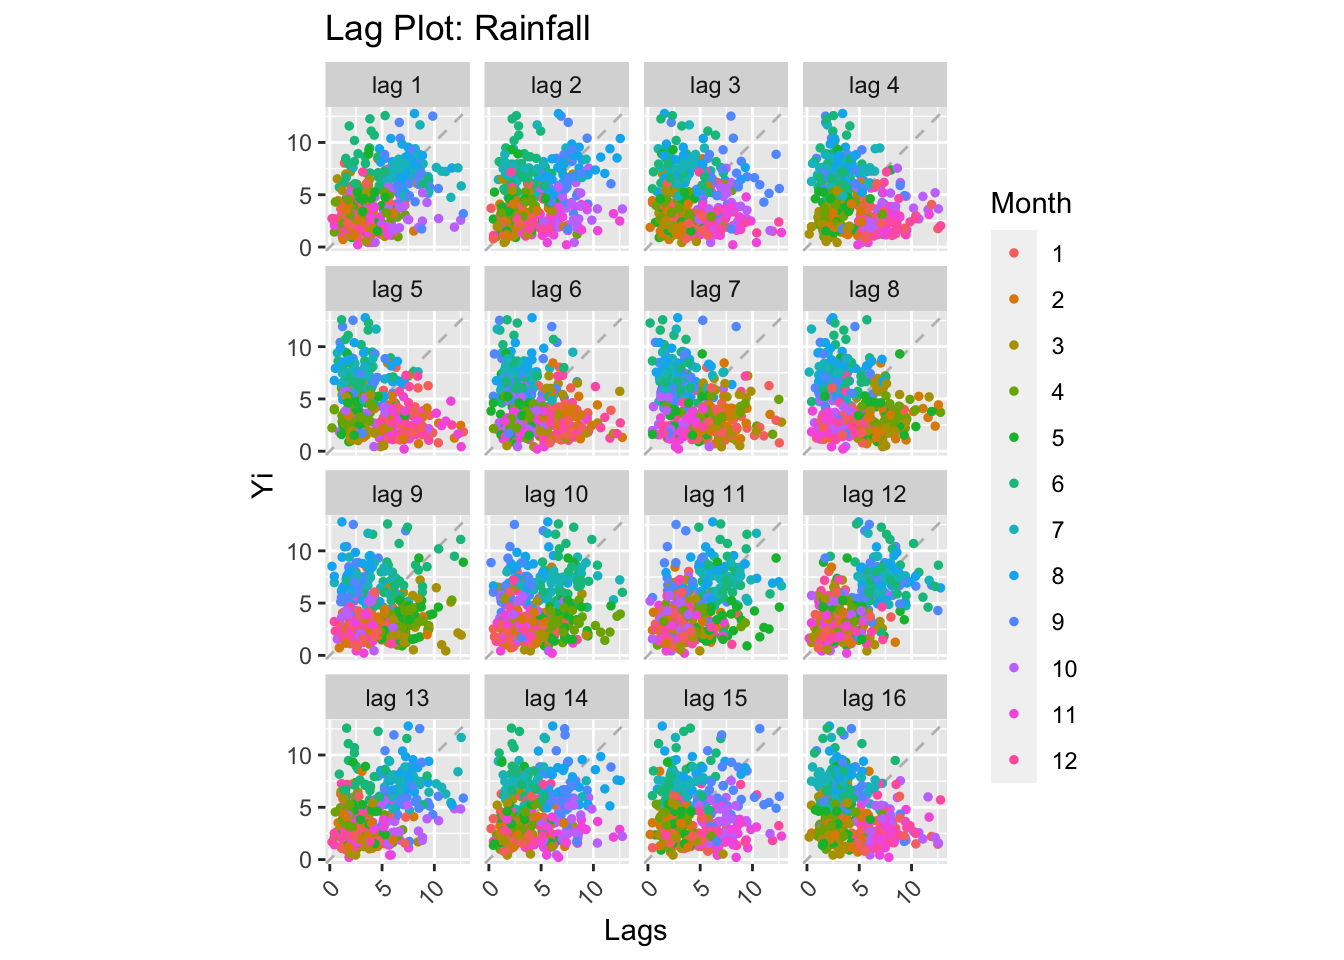 Lag Plot: Rainfall
lag 1 lag 2 lag 3 lag 4
10
5
0
lag 5 lag 6 lag 7 lag 8
10
5
0
lag 9 lag 10 lag 11 lag 12
10
5
0
lag 13 lag 14 lag 15 lag 16
10
5
0
0 5 10 0 5 10 0 5 10 0 5 10
Lags
Yi
Month
1
2
3
4
5
6
7
8
9
10
11
12